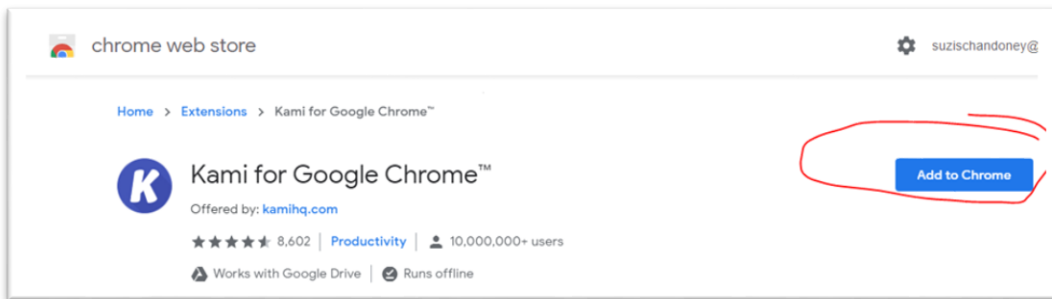 chrome web store
suzischandoney@
Home > Extensions > Kami for Google Chrome™
K
Kami for Google Chrome™
Add to Chrome
Offered by: kamihq.com
8,602 | Productivity | 10,000,000+ users
Works with Google Drive | Runs offline